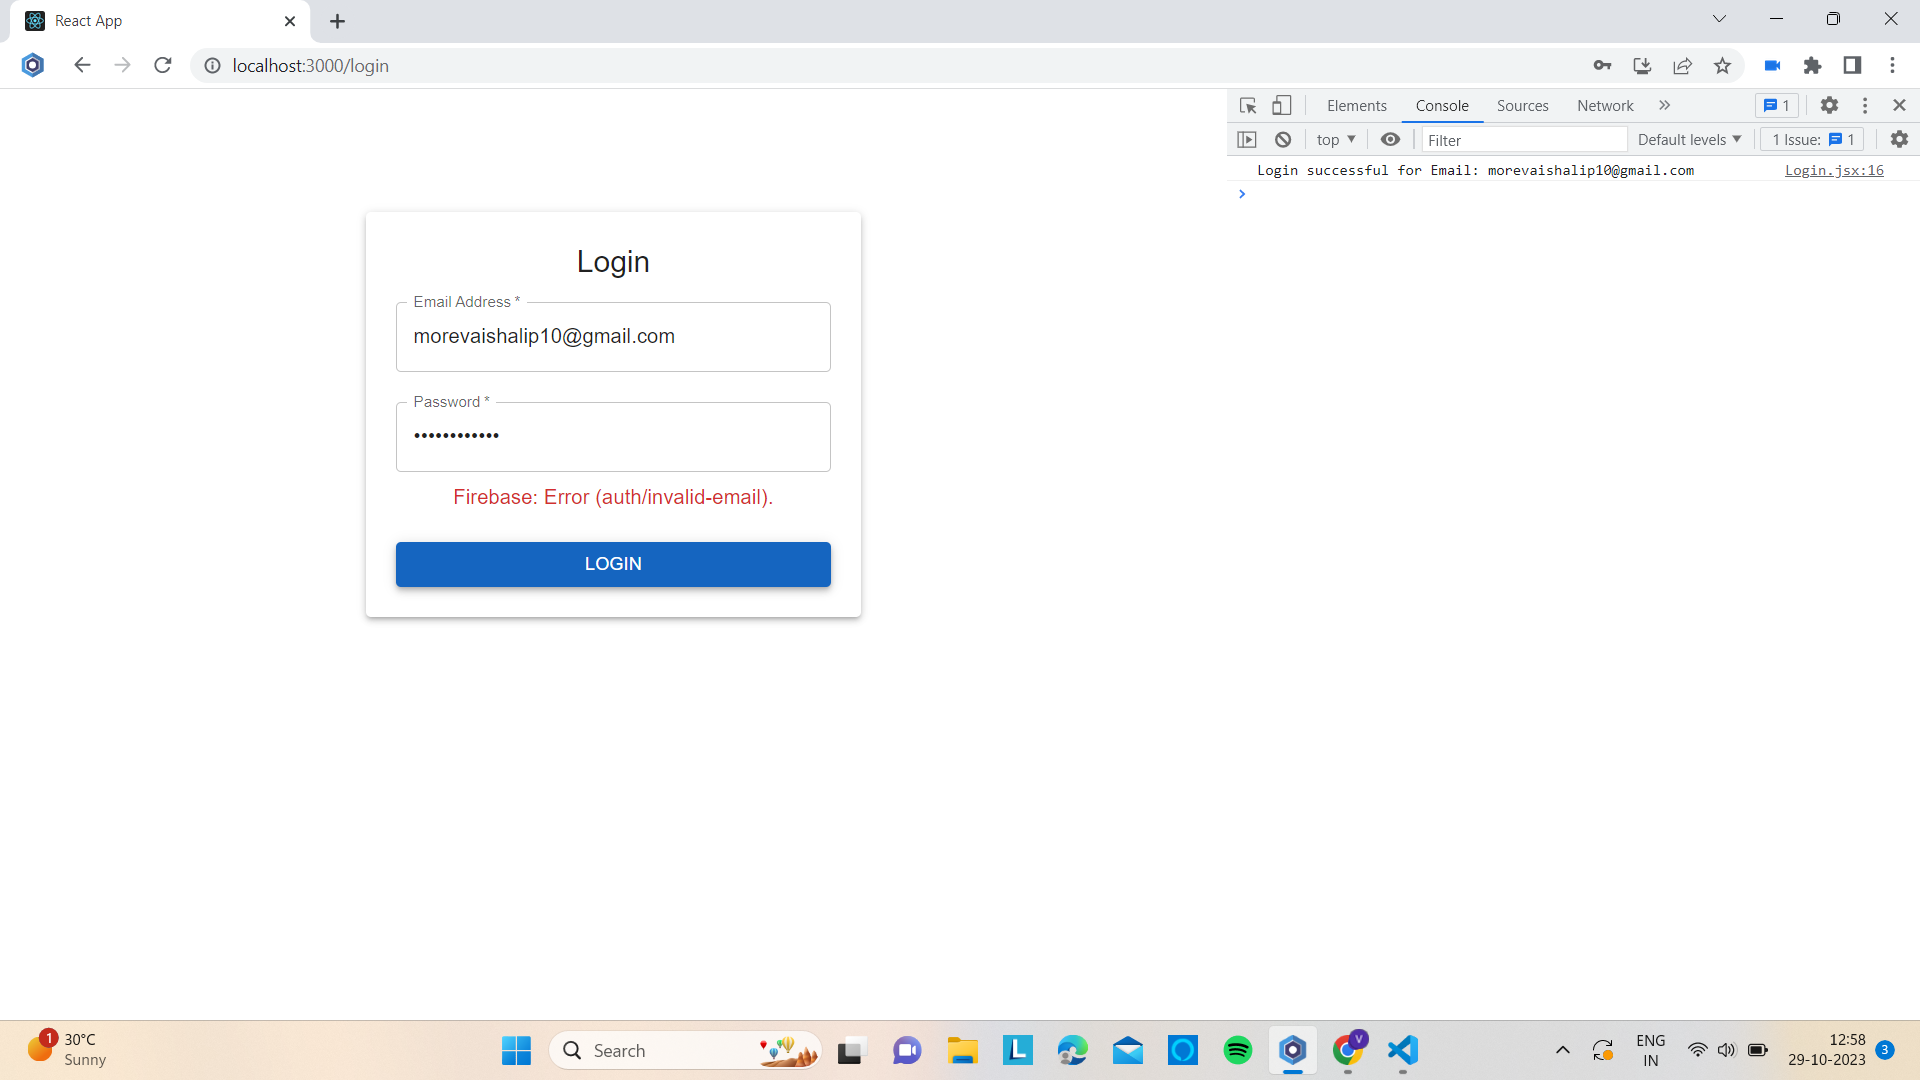 React App
localhost:3000/login
Elements Console Sources Network 1
top Filter Default levels 1 Issue: 1
Login successful for Email: morevaishalip10@gmail.com Login.jsx:16
Login
Email Address *
morevaishalip10@gmail.com
Password *
••••••••••••
Firebase: Error (auth/invalid-email).
LOGIN
1
30°C
Sunny
Search
L
V
ENG
IN
12:58
29-10-2023
3